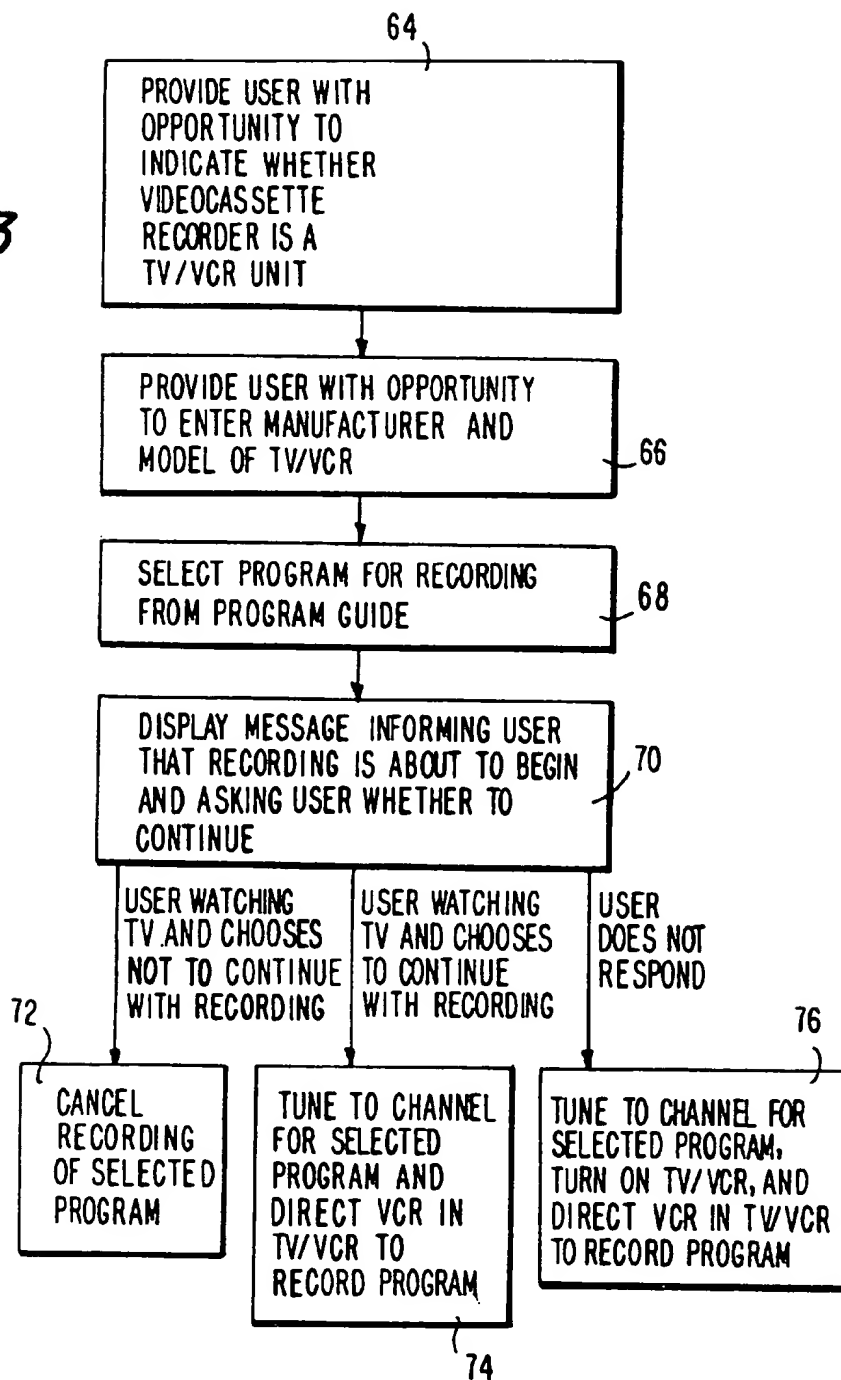 64
PROVIDE USER WITH
OPPORTUNITY TO
INDICATE WHETHER
VIDEOCASSETTE
RECORDER IS A
TV/VCR UNIT
3
PROVIDE USER WITH OPPORTUNITY
TO ENTER MANUFACTURER AND
MODEL OF TV/VCR
66
SELECT PROGRAM FOR RECORDING
FROM PROGRAM GUIDE
68
DISPLAY MESSAGE INFORMING USER
THAT RECORDING IS ABOUT TO BEGIN
AND ASKING USER WHETHER TO
CONTINUE
70
USER WATCHING
TV AND CHOOSES
NOT TO CONTINUE
WITH RECORDING
USER WATCHING
TV AND CHOOSES
TO CONTINUE
WITH RECORDING
USER
DOES NOT
RESPOND
72
CANCEL
RECORDING
OF SELECTED
PROGRAM
TUNE TO CHANNEL
FOR SELECTED
PROGRAM AND
DIRECT VCR IN
TV/VCR TO
RECORD PROGRAM
74
76
TUNE TO CHANNEL FOR
SELECTED PROGRAM,
TURN ON TV/VCR, AND
DIRECT VCR IN TV/VCR
TO RECORD PROGRAM